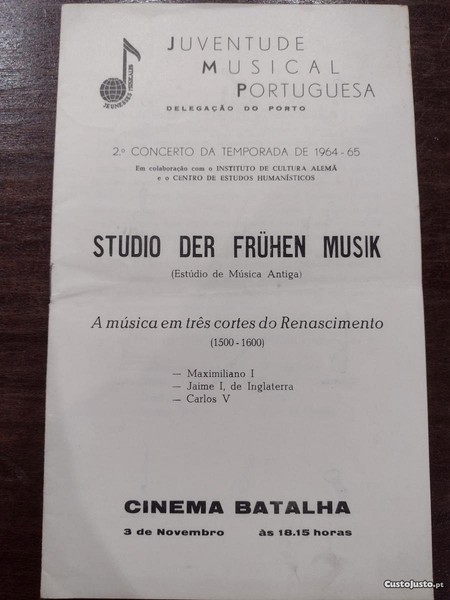 JEUNESSES MUSICALES
JUVENTUDE
MUSICAL
PORTUGUESA
DELEGAÇÃO DO PORTO
2.º CONCERTO DA TEMPORADA DE 1964-65
Em colaboração com o INSTITUTO DE CULTURA ALEMÃ
e o CENTRO DE ESTUDOS HUMANÍSTICOS
STUDIO DER FRÜHEN MUSIK
(Estúdio de Música Antiga)
A música em três cortes do Renascimento
(1500-1600)
— Maximiliano I
— Jaime I, de Inglaterra
— Carlos V
CINEMA BATALHA
3 de Novembro às 18.15 horas
CustoJusto.pt